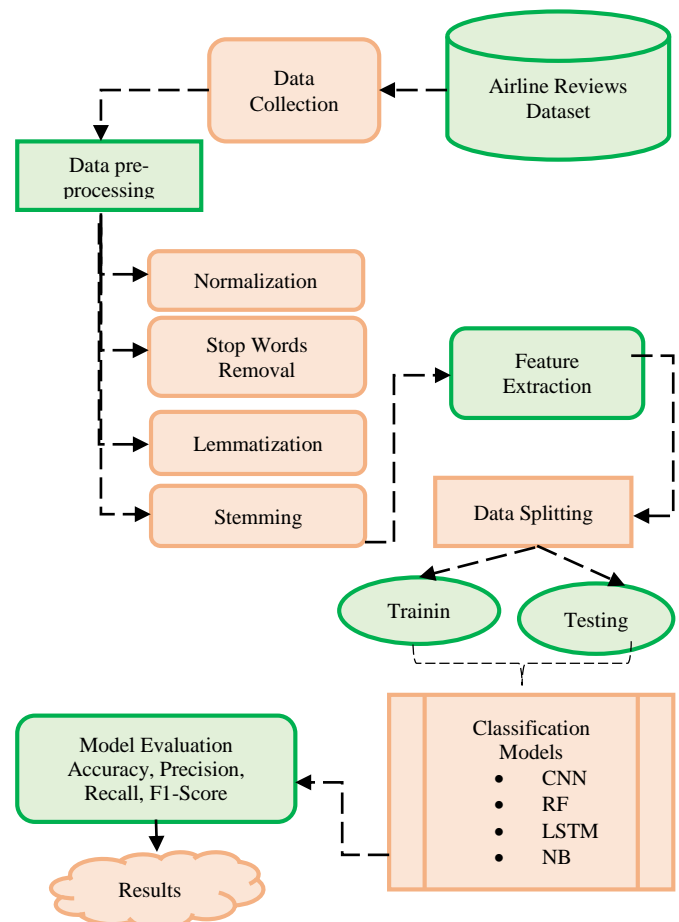 Airline Reviews
Dataset
Data
Collection
Data pre-
processing
Normalization
Stop Words
Removal
Lemmatization
Stemming
Feature
Extraction
Data Splitting
Trainin
Testing
Classification
Models
• CNN
• RF
• LSTM
• NB
Model Evaluation
Accuracy, Precision,
Recall, F1-Score
Results